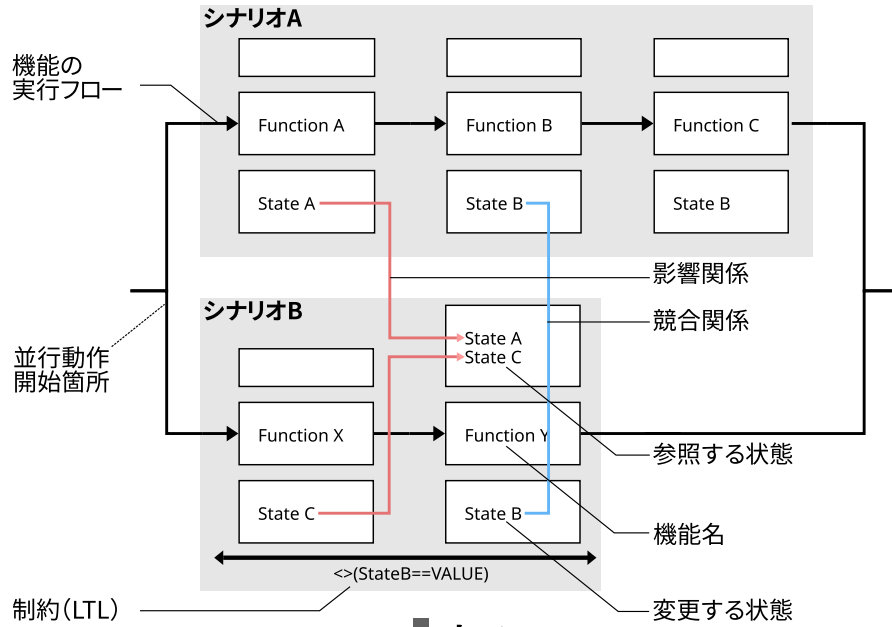 シナリオA
機能の
実行フロー
Function A
Function B
Function C
State A
State B
State B
影響関係
シナリオB
競合関係
State A
State C
並行動作
開始箇所
Function X
Function Y
参照する状態
State C
State B
機能名
<>(StateB==VALUE)
制約(LTL)
変更する状態